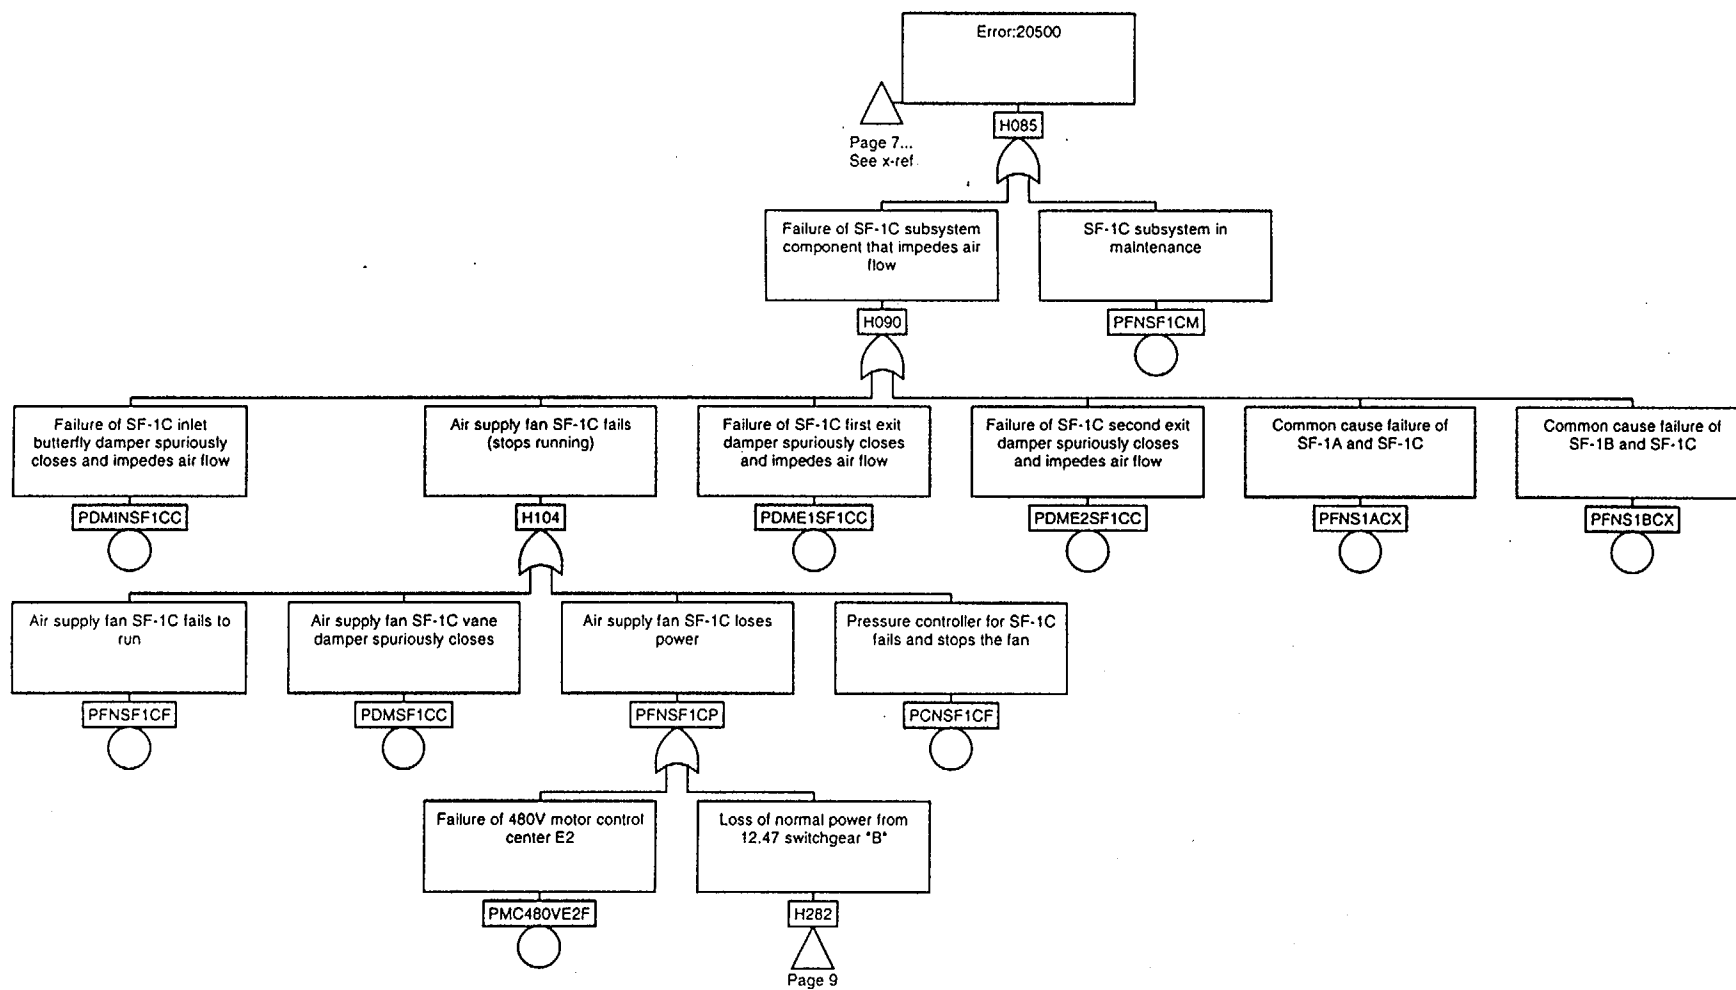 Error:20500
Page 7...
See x-ref
H085
Failure of SF-1C subsystem
component that impedes air
flow
SF-1C subsystem in
maintenance
H090
PFNSF1CM
Failure of SF-1C inlet
butterfly damper spuriously
closes and impedes air flow
Air supply fan SF-1C fails
(stops running)
Failure of SF-1C first exit
damper spuriously closes
and impedes air flow
Failure of SF-1C second exit
damper spuriously closes
and impedes air flow
Common cause failure of
SF-1A and SF-1C
Common cause failure of
SF-1B and SF-1C
PDMINSF1CC
H104
PDME1SF1CC
PDME2SF1CC
PFNS1ACX
PFNS1BCX
Air supply fan SF-1C fails to
run
Air supply fan SF-1C vane
damper spuriously closes
Air supply fan SF-1C loses
power
Pressure controller for SF-1C
fails and stops the fan
PFNSF1CF
PDMSF1CC
PFNSF1CP
PCNSF1CF
Failure of 480V motor control
center E2
Loss of normal power from
12.47 switchgear "B"
PMC480VE2F
H282
Page 9